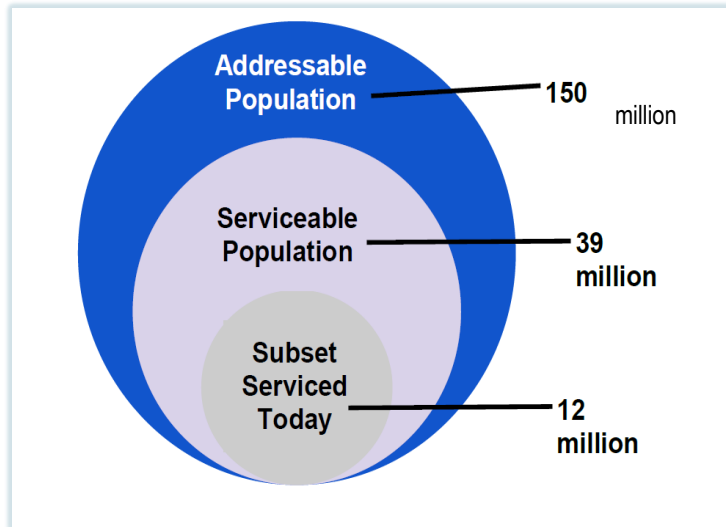 Addressable
Population
150
million
Serviceable
Population
39
million
Subset
Serviced
Today
12
million